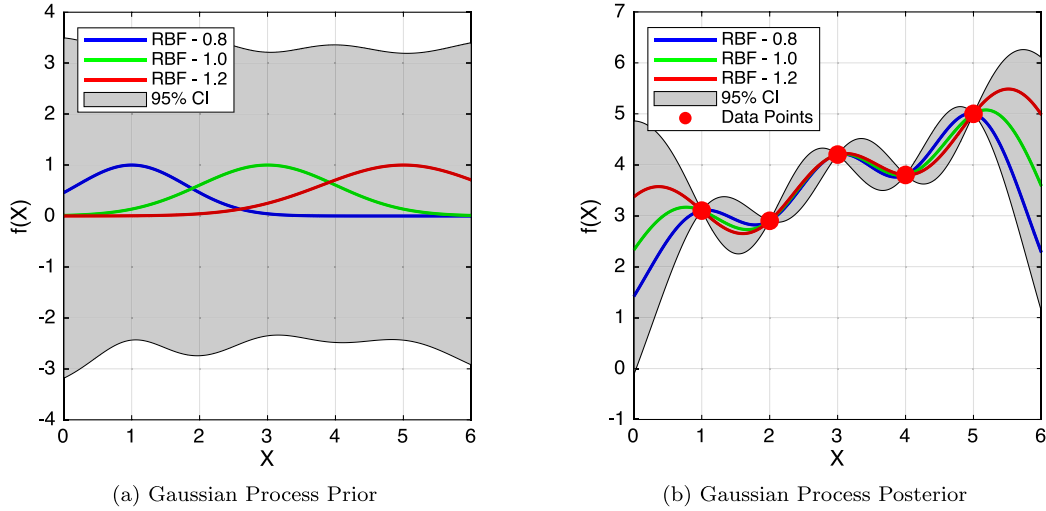 4
3
2
1
0
-1
-2
-3
-4
f(X)
RBF - 0.8
RBF - 1.0
RBF - 1.2
95% CI
0 1 2 3 4 5 6
X
(a) Gaussian Process Prior
7
6
5
4
3
2
1
0
-1
f(X)
RBF - 0.8
RBF - 1.0
RBF - 1.2
95% CI
Data Points
0 1 2 3 4 5 6
X
(b) Gaussian Process Posterior